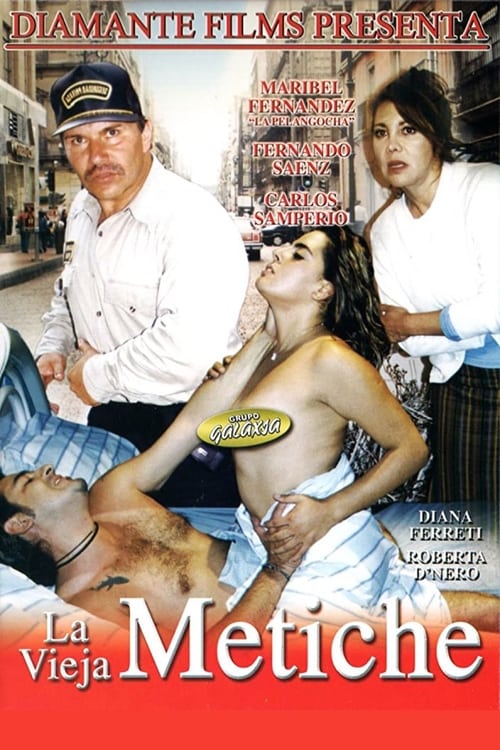 DIAMANTE FILMS PRESENTA
MARIBEL
FERNANDEZ
"LA PELANGOCHA"
FERNANDO
SAENZ
CARLOS
SAMPERIO
GRUPO
galaxia
DIANA
FERRETI
ROBERTA
D'NERO
La
Vieja
Metiche